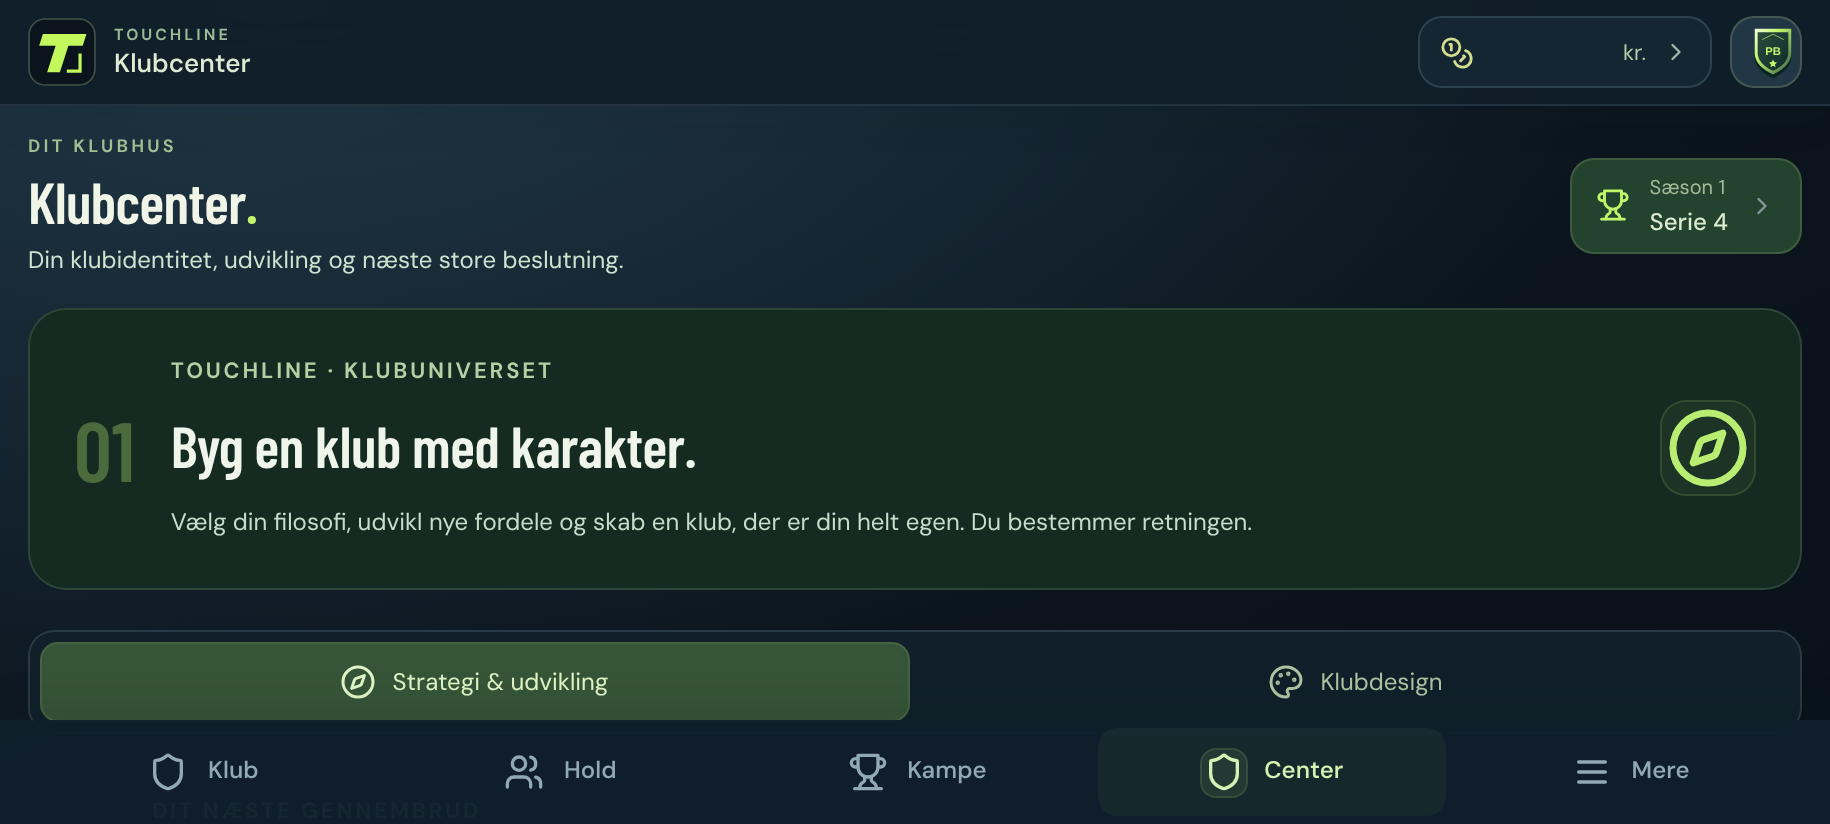 TOUCHLINE
Klubcenter
kr.
PB
DIT KLUBHUS
Klubcenter.
Din klubidentitet, udvikling og næste store beslutning.
Sæson 1
Serie 4
TOUCHLINE · KLUBUNIVERSET
01
Byg en klub med karakter.
Vælg din filosofi, udvikl nye fordele og skab en klub, der er din helt egen. Du bestemmer retningen.
Strategi & udvikling
Klubdesign
Klub
Hold
Kampe
Center
Mere
DIT NÆSTE GENNEMBRUD